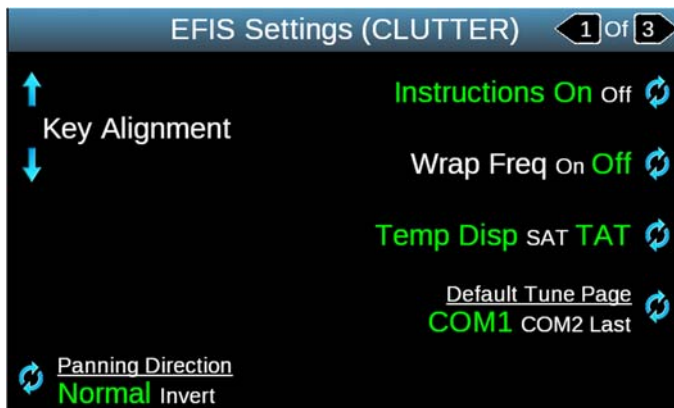 EFIS Settings (CLUTTER) 1 Of 3
Instructions On Off
Key Alignment
Wrap Freq On Off
Temp Disp SAT TAT
Default Tune Page
COM1 COM2 Last
Panning Direction
Normal Invert